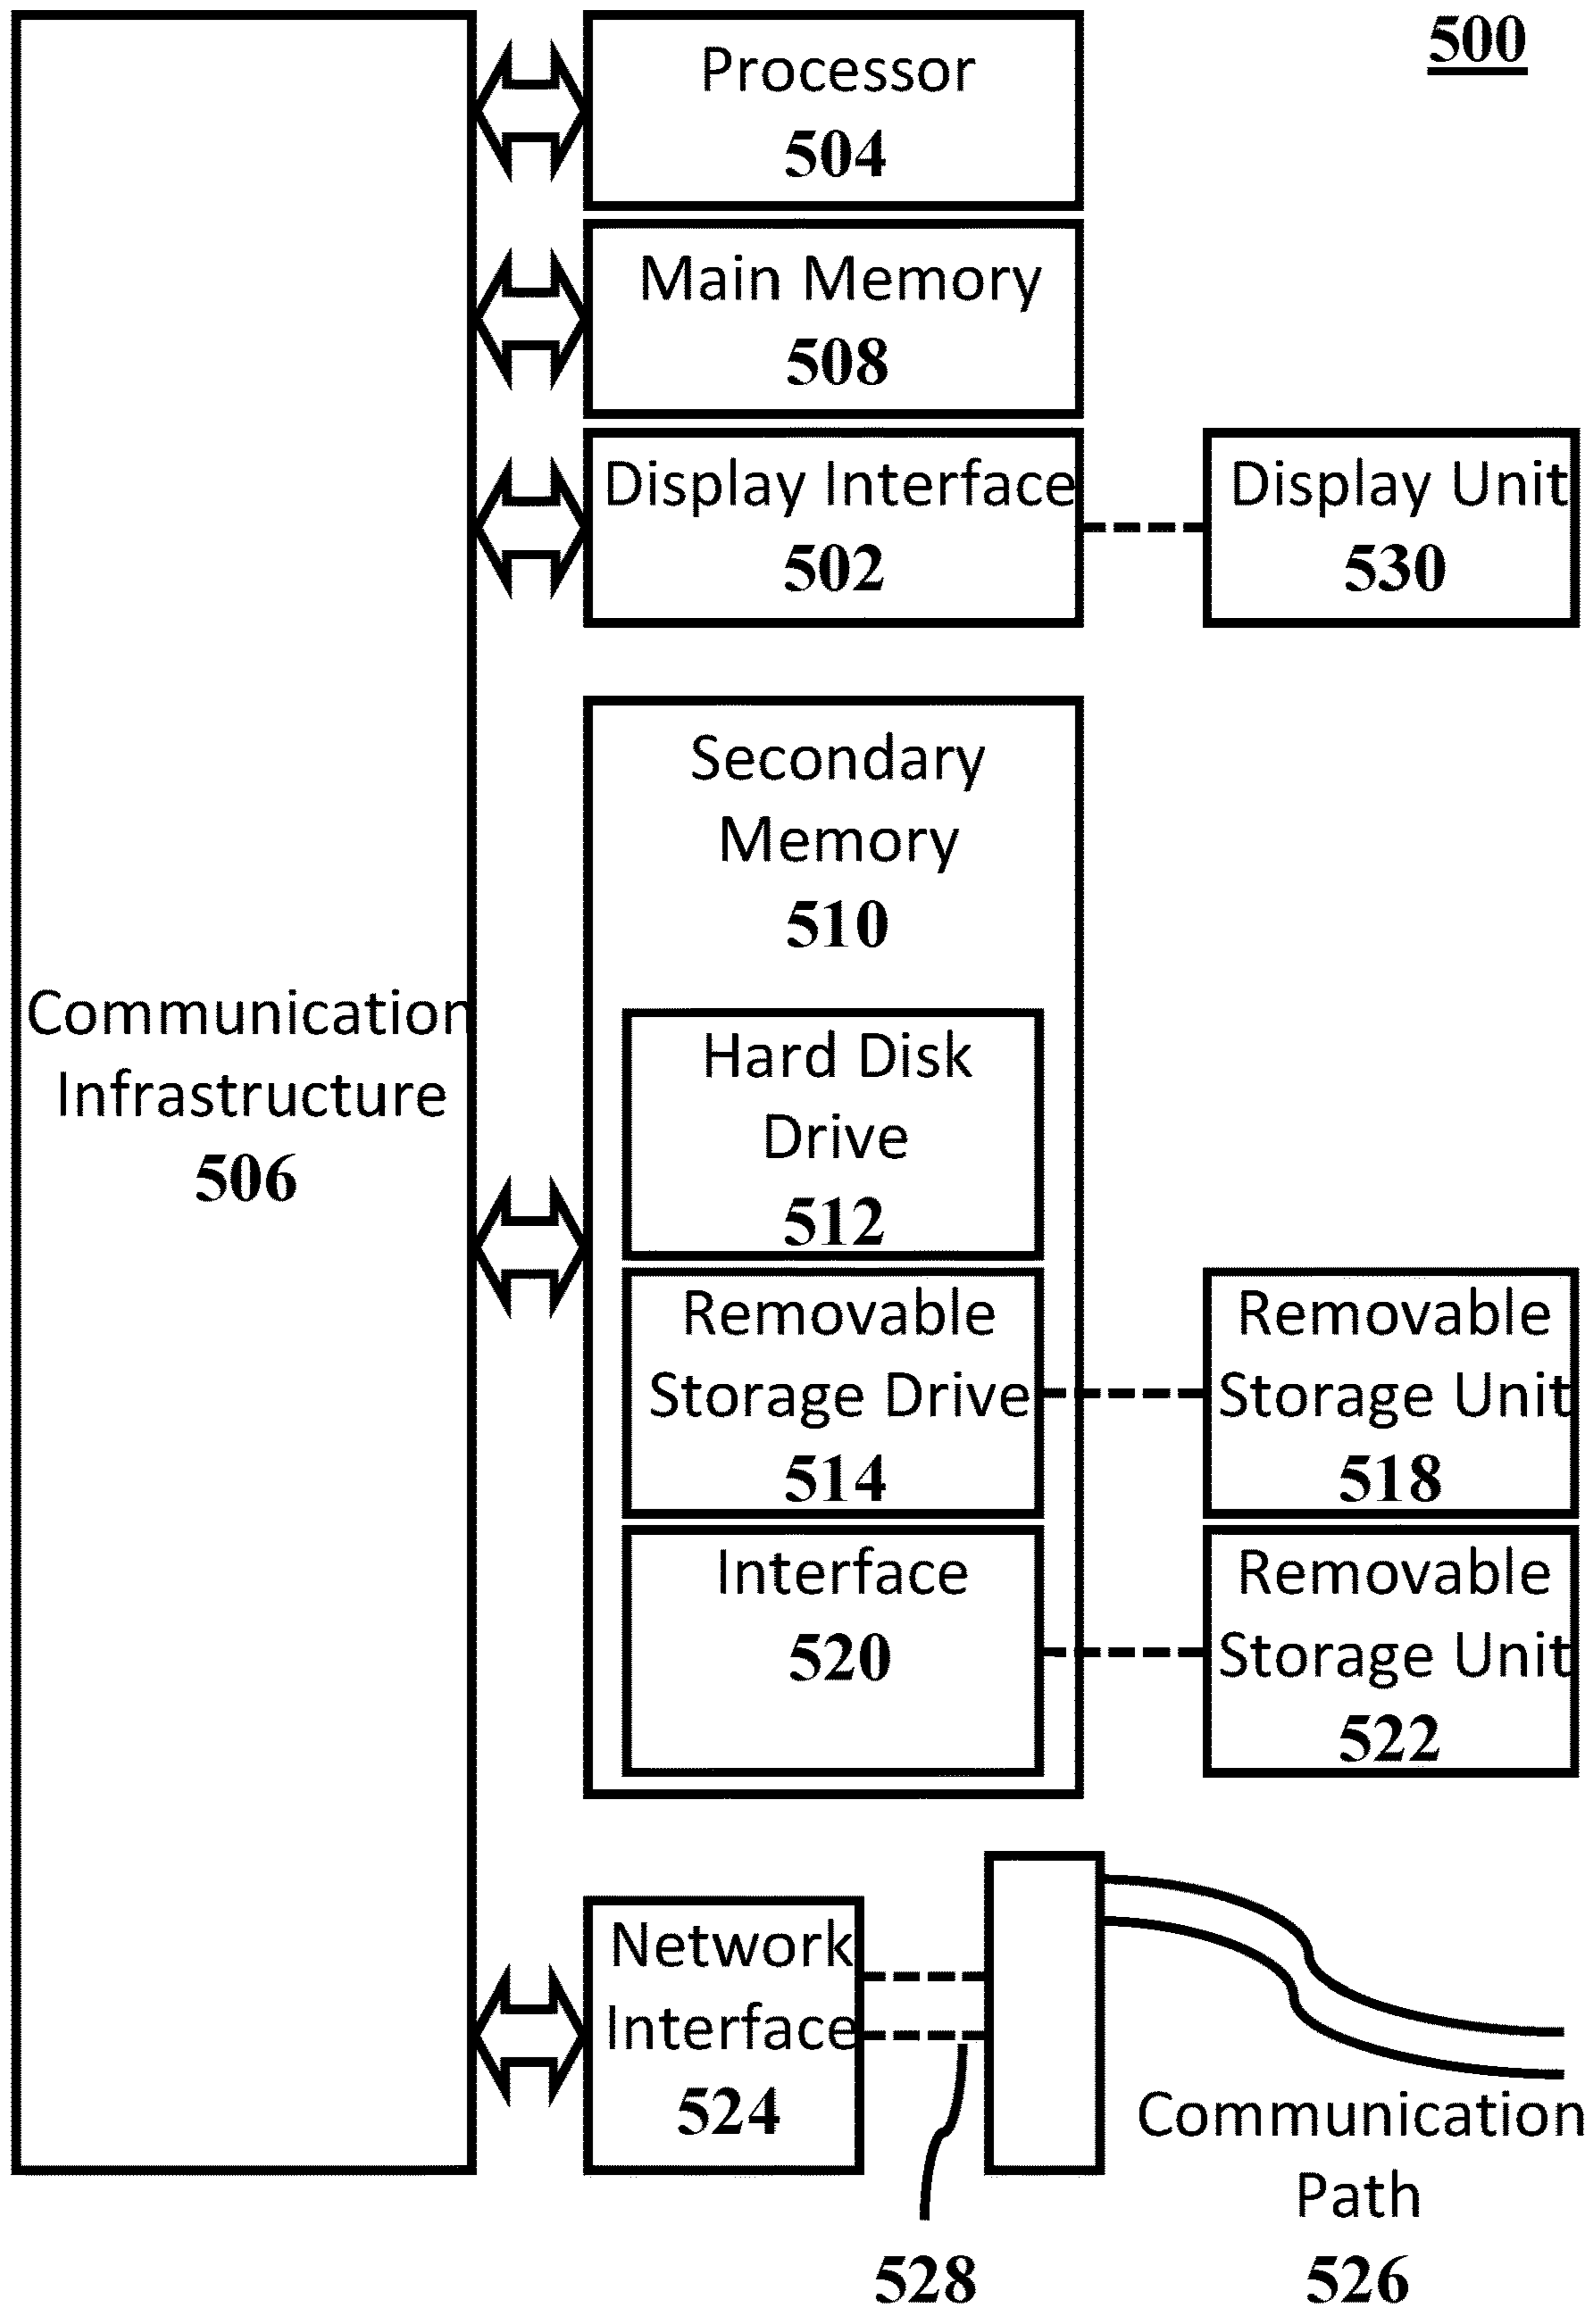 500
Processor
504
Main Memory
508
Display Interface
502
Display Unit
530
Secondary
Memory
510
Communication
Infrastructure
506
Hard Disk
Drive
512
Removable
Storage Drive
514
Removable
Storage Unit
518
Interface
520
Removable
Storage Unit
522
Network
Interface
524
Communication
Path
526
528